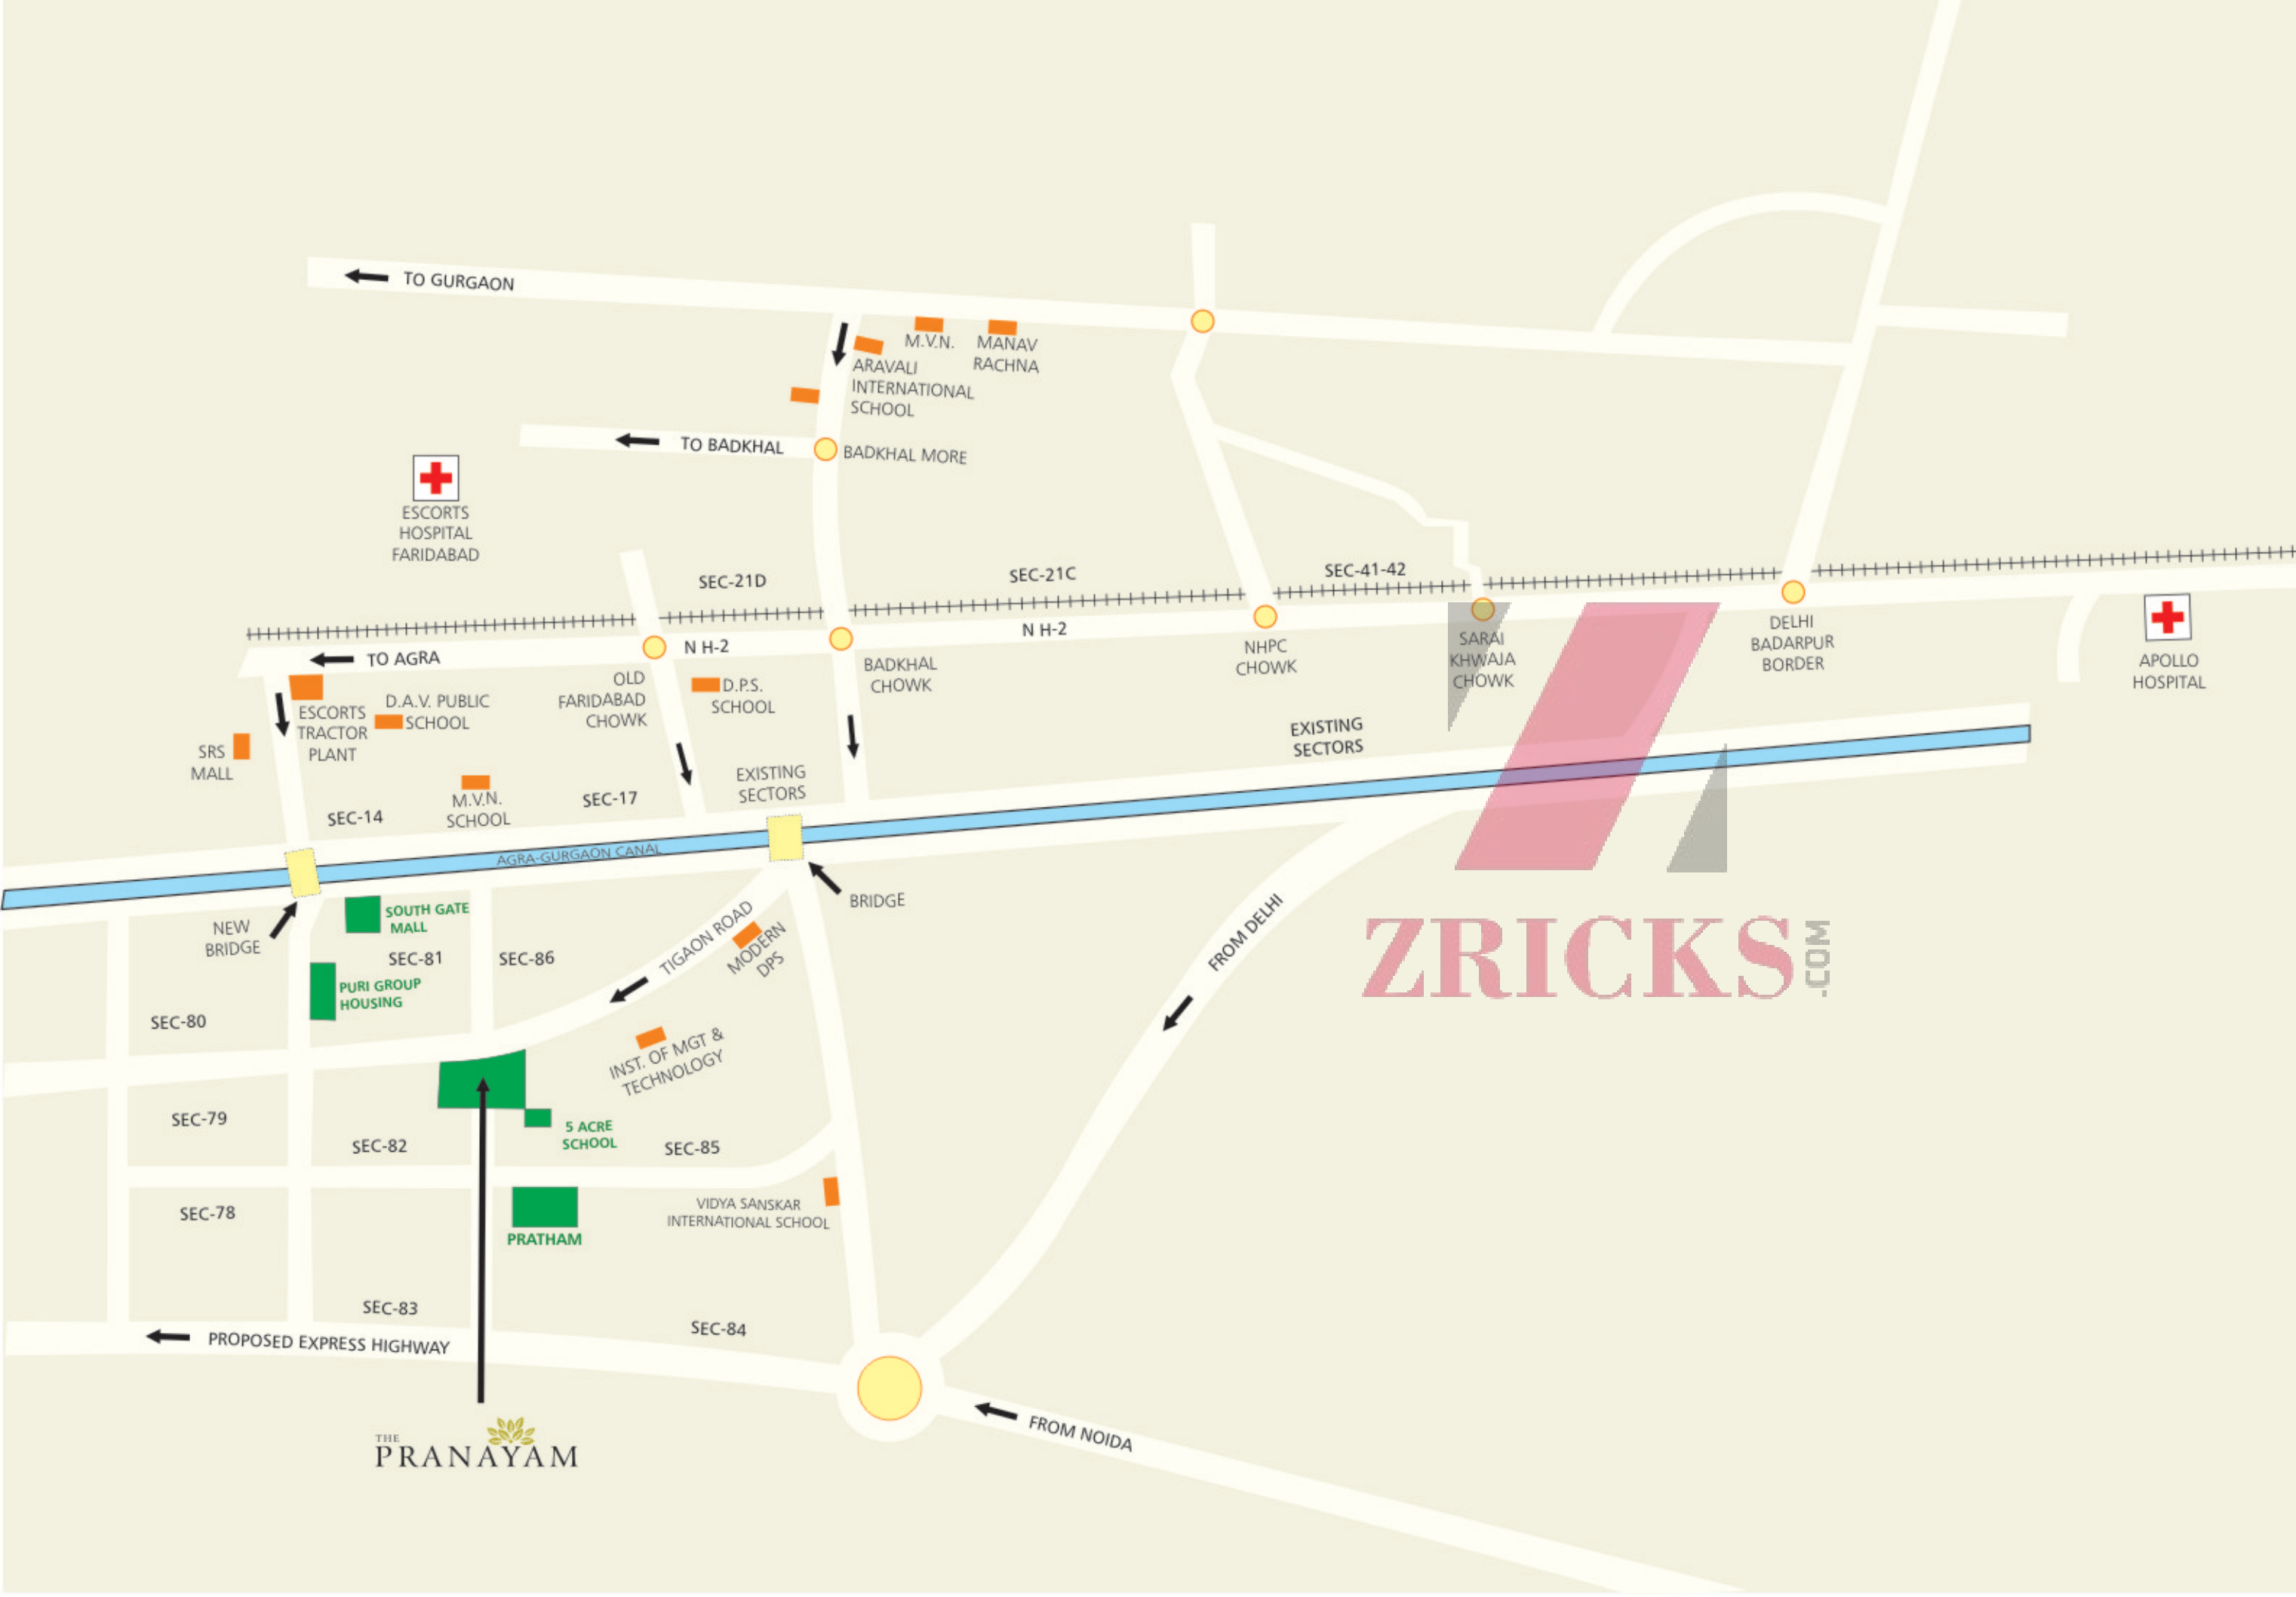 TO GURGAON
M.V.N.
MANAV
RACHNA
ARAVALI
INTERNATIONAL
SCHOOL
TO BADKHAL
BADKHAL MORE
ESCORTS
HOSPITAL
FARIDABAD
SEC-21D
SEC-21C
SEC-41-42
TO AGRA
N H-2
N H-2
OLD
FARIDABAD
CHOWK
BADKHAL
CHOWK
NHPC
CHOWK
SARAI
KHWAJA
CHOWK
DELHI
BADARPUR
BORDER
APOLLO
HOSPITAL
ESCORTS
TRACTOR
PLANT
D.A.V. PUBLIC
SCHOOL
D.P.S.
SCHOOL
SRS
MALL
M.V.N.
SCHOOL
SEC-14
SEC-17
EXISTING
SECTORS
EXISTING
SECTORS
AGRA-GURGAON CANAL
NEW
BRIDGE
SOUTH GATE
MALL
BRIDGE
TIGAON ROAD
MODERN
DPS
FROM DELHI
ZRICKS
.COM
SEC-81
SEC-86
PURI GROUP
HOUSING
SEC-80
INST. OF MGT &
TECHNOLOGY
SEC-79
SEC-82
5 ACRE
SCHOOL
SEC-85
SEC-78
PRATHAM
VIDYA SANSKAR
INTERNATIONAL SCHOOL
SEC-83
SEC-84
PROPOSED EXPRESS HIGHWAY
FROM NOIDA
THE
PRANAYAM